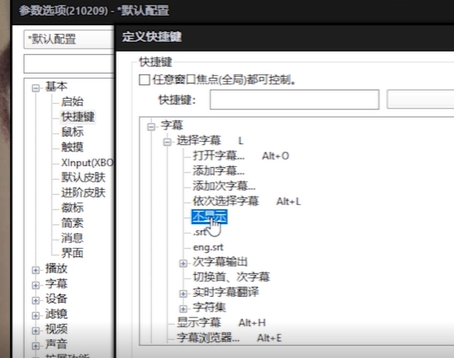 参数选项(210209) - *默认配置
*默认配置
定义快捷键
基本
启始
快捷键
鼠标
触摸
XInput(XBO
默认皮肤
进阶皮肤
徽标
简索
消息
界面
播放
字幕
设备
滤镜
视频
声音
扩展功能
快捷键
任意窗口焦点(全局)都可控制。
快捷键:
字幕
选择字幕 L
打开字幕... Alt+O
添加字幕...
添加次字幕...
依次选择字幕 Alt+L
不显示
.srt
eng.srt
次字幕输出
切换首、次字幕
实时字幕翻译
字符集
显示字幕 Alt+H
字幕浏览器... Alt+E